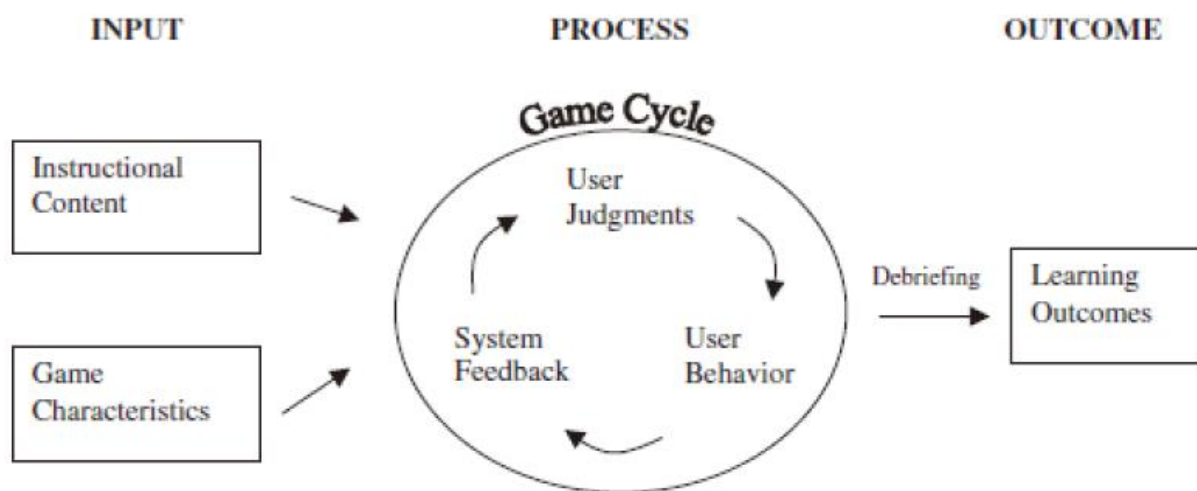 INPUT
PROCESS
OUTCOME
Instructional
Content
Game
Characteristics
Game Cycle
User
Judgments
System
Feedback
User
Behavior
Debriefing
Learning
Outcomes